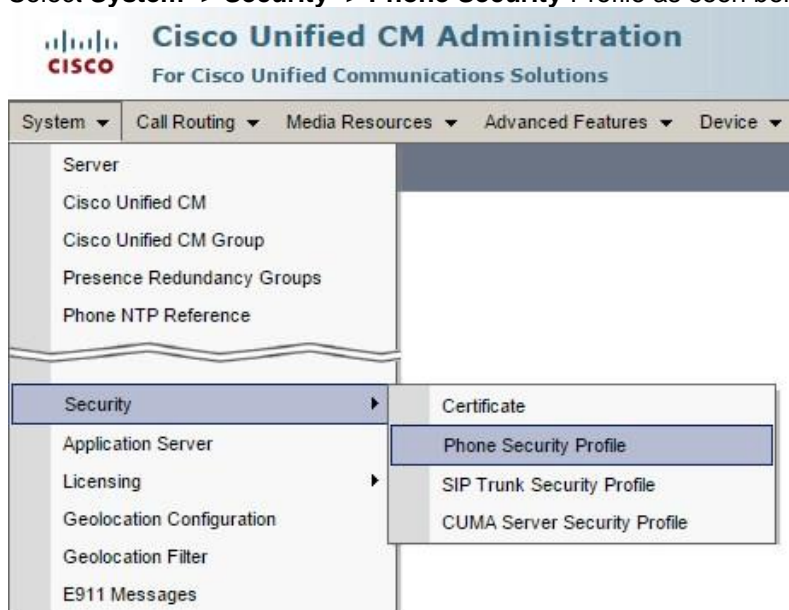 Select System -> Security -> Phone Security Profile as seen bel
CISCO
Cisco Unified CM Administration
For Cisco Unified Communications Solutions
System Call Routing Media Resources Advanced Features Device
Server
Cisco Unified CM
Cisco Unified CM Group
Presence Redundancy Groups
Phone NTP Reference
Security
Application Server
Licensing
Geolocation Configuration
Geolocation Filter
E911 Messages
Certificate
Phone Security Profile
SIP Trunk Security Profile
CUMA Server Security Profile